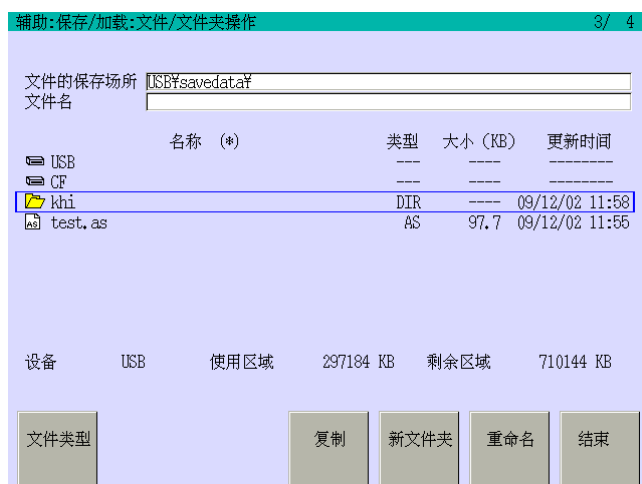 辅助:保存/加载:文件/文件夹操作 3/ 4
文件的保存场所 USB¥savedata¥
文件名
名称 (*) 类型 大小 (KB) 更新时间
USB --- ---- --------
CF --- ---- --------
khi DIR ---- 09/12/02 11:58
AS test.as AS 97.7 09/12/02 11:55
设备 USB 使用区域 297184 KB 剩余区域 710144 KB
文件类型 复制 新文件夹 重命名 结束